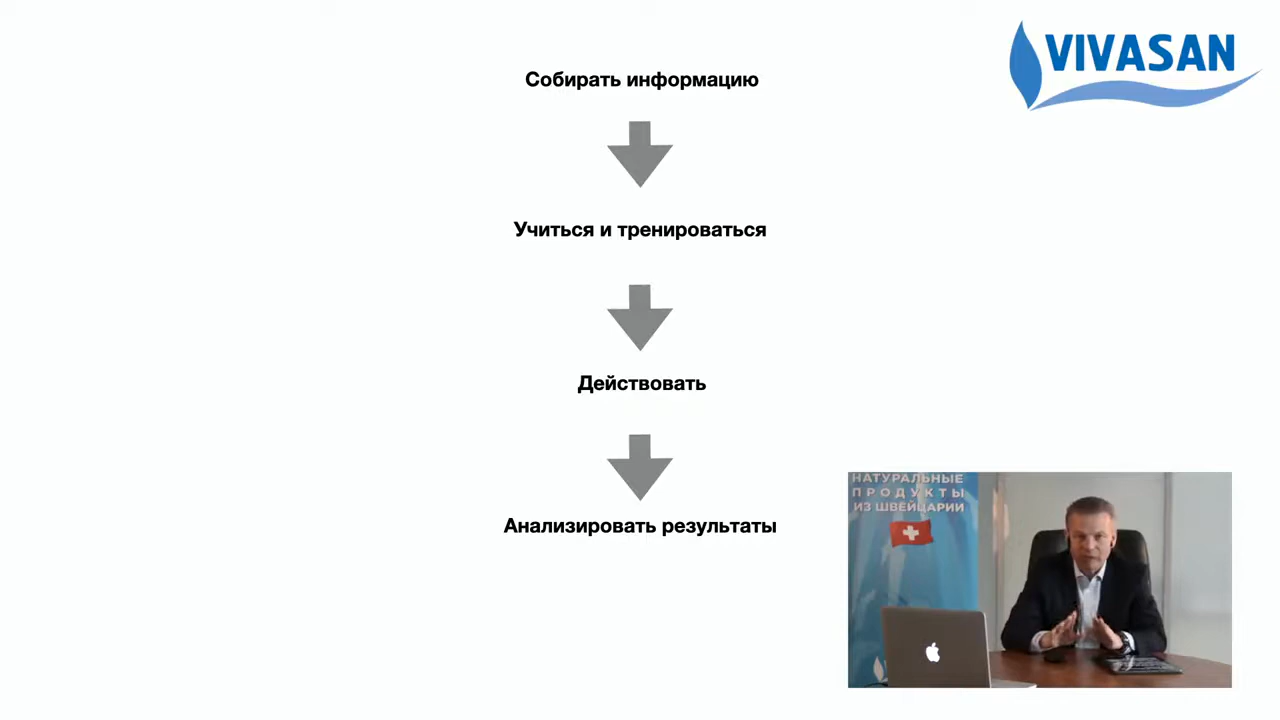 VIVASAN
Собирать информацию
Учиться и тренироваться
Действовать
Анализировать результаты
НАТУРАЛЬНЫЕ
ПРОДУКТЫ
ИЗ ШВЕЙЦАРИИ